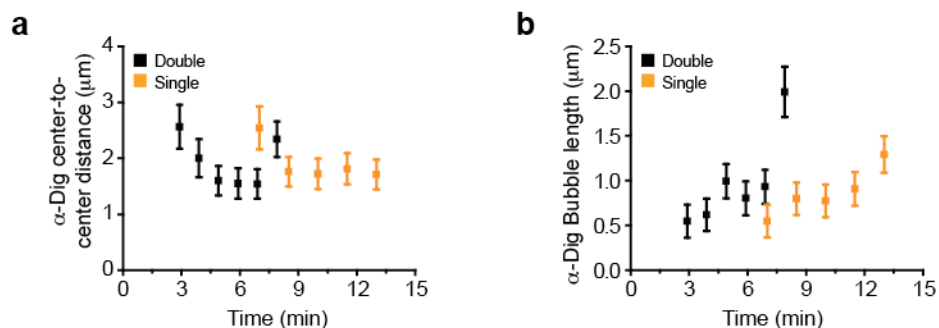 a
α-Dig center-to-
center distance (μm)
4
3
2
1
0
Double
Single
0 3 6 9 12 15
Time (min)
b
α-Dig Bubble length (μm)
2.5
2.0
1.5
1.0
0.5
0.0
Double
Single
0 3 6 9 12 15
Time (min)